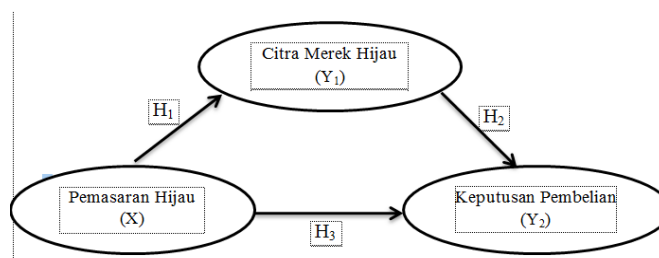 Citra Merek Hijau
(Y₁)
H₁
H₂
Pemasaran Hijau
(X)
Keputusan Pembelian
(Y₂)
H₃